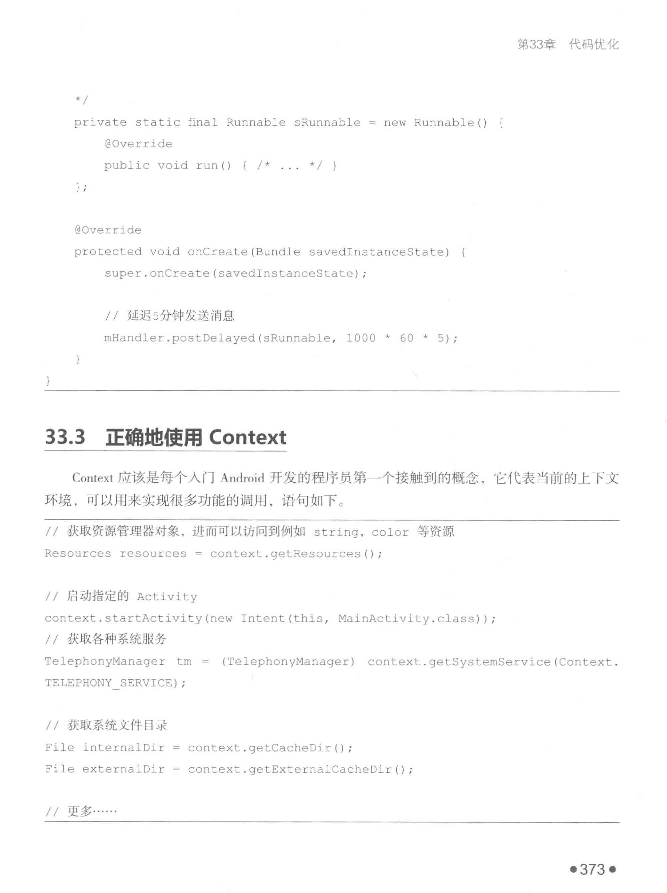 第33章 代码优化
*/
private static final Runnable sRunnable = new Runnable() {
@Override
public void run() { /* ... */ }
};
@Override
protected void onCreate(Bundle savedInstanceState) {
super.onCreate(savedInstanceState);
// 延迟5分钟发送消息
mHandler.postDelayed(sRunnable, 1000 * 60 * 5);
}
}
33.3 正确地使用 Context
Context 应该是每个入门 Android 开发的程序员第一个接触到的概念，它代表当前的上下文
环境，可以用来实现很多功能的调用，语句如下。
// 获取资源管理器对象，进而可以访问到例如 string, color 等资源
Resources resources = context.getResources();
// 启动指定的 Activity
context.startActivity(new Intent(this, MainActivity.class));
// 获取各种系统服务
TelephonyManager tm = (TelephonyManager) context.getSystemService(Context.
TELEPHONY_SERVICE);
// 获取系统文件目录
File internalDir = context.getCacheDir();
File externalDir = context.getExternalCacheDir();
// 更多……
●373●